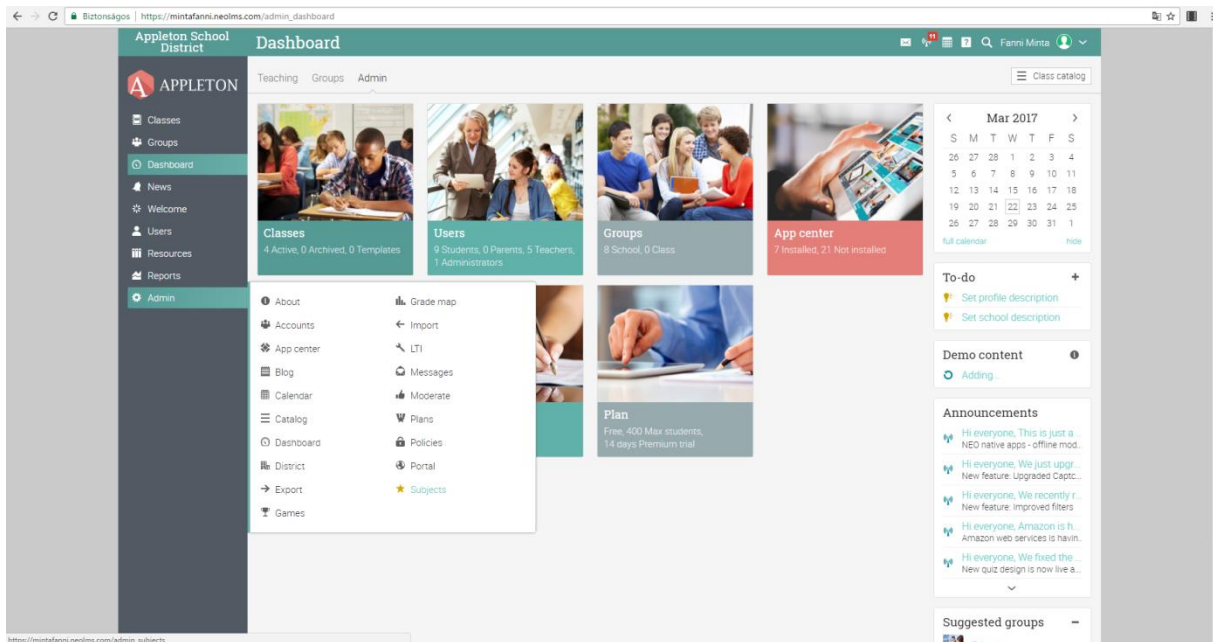 Biztonságos | https://mintafanni.neolms.com/admin_dashboard
Appleton School
District
Dashboard
11
Fanni Minta
APPLETON
Classes
Groups
Dashboard
News
Welcome
Users
Resources
Reports
Admin
Teaching Groups Admin
Class catalog
Classes
4 Active, 0 Archived, 0 Templates
Users
9 Students, 0 Parents, 5 Teachers,
1 Administrators
Groups
8 School, 0 Class
App center
7 Installed, 21 Not installed
About
Accounts
App center
Blog
Calendar
Catalog
Dashboard
District
Export
Games
Grade map
Import
LTI
Messages
Moderate
Plans
Policies
Portal
Subjects
Plan
Free, 400 Max students,
14 days Premium trial
< Mar 2017 >
S M T W T F S
26 27 28 1 2 3 4
5 6 7 8 9 10 11
12 13 14 15 16 17 18
19 20 21 22 23 24 25
26 27 28 29 30 31 1
full calendar hide
To-do +
Set profile description
Set school description
Demo content
Adding...
Announcements
Hi everyone, This is just a ...
NEO native apps - offline mod...
Hi everyone, We just upgr...
New feature: Upgraded Captc...
Hi everyone, We recently r...
New feature: Improved filters
Hi everyone, Amazon is h...
Amazon web services is havin...
Hi everyone, We fixed the ...
New quiz design is now live a...
Suggested groups −
https://mintafanni.neolms.com/admin_subjects